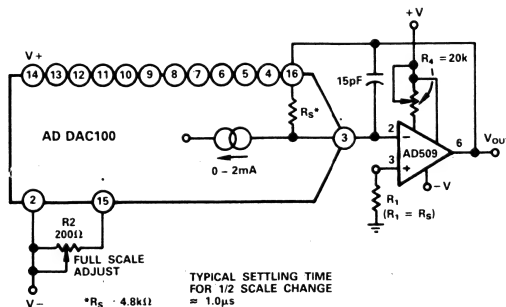 +V
V+
R4 = 20k
14 13 12 11 10 9 8 7 6 5 4 16
15pF
RS*
AD DAC100
3
2
−
AD509
6
VOUT
0 – 2mA
3
+
−V
R1
(R1 = RS)
2
15
R2
200Ω
FULL SCALE
ADJUST
V−
*RS 4.8kΩ
TYPICAL SETTLING TIME
FOR 1/2 SCALE CHANGE
≈ 1.0µs